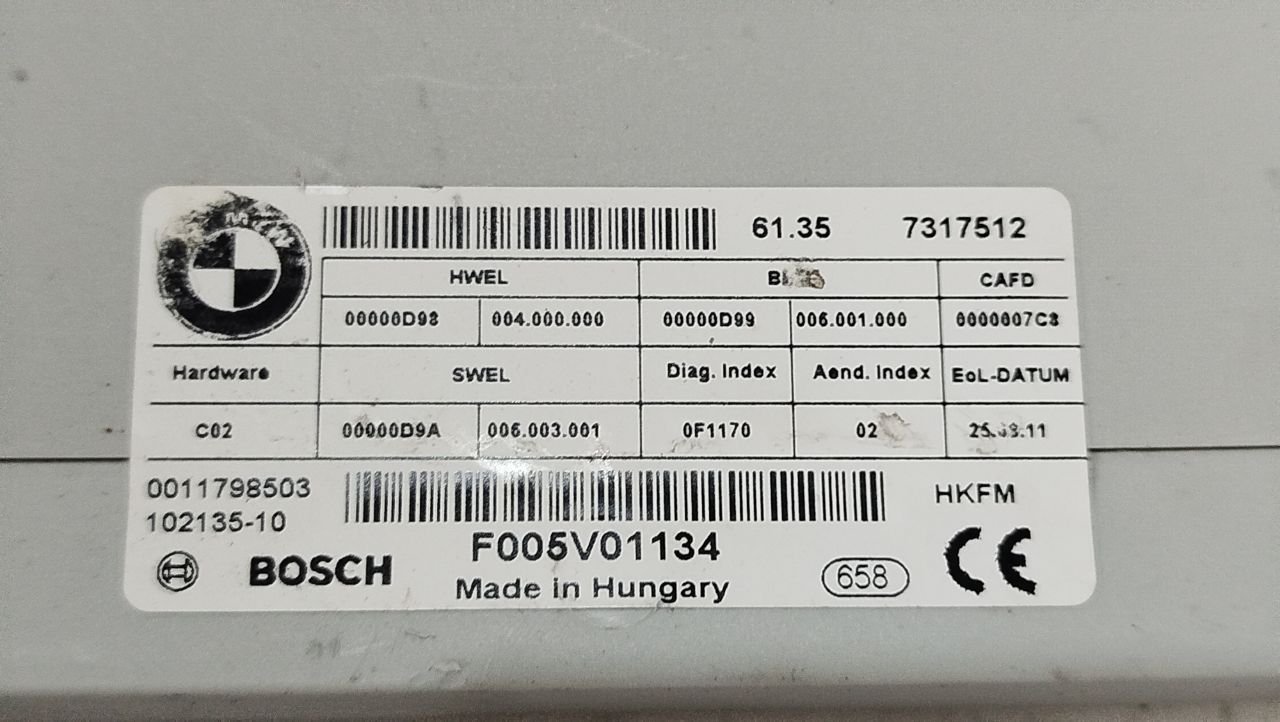 BMW
61.35 7317512
HWEL CAFD
00000D98 004.000.000 00000D99 006.001.000 0000007C8
Hardware SWEL Diag. Index Aend. Index EoL-DATUM
C02 00000D9A 006.003.001 0F1170 02
0011798503
102135-10
HKFM
F005V01134
BOSCH
Made in Hungary
658
CE